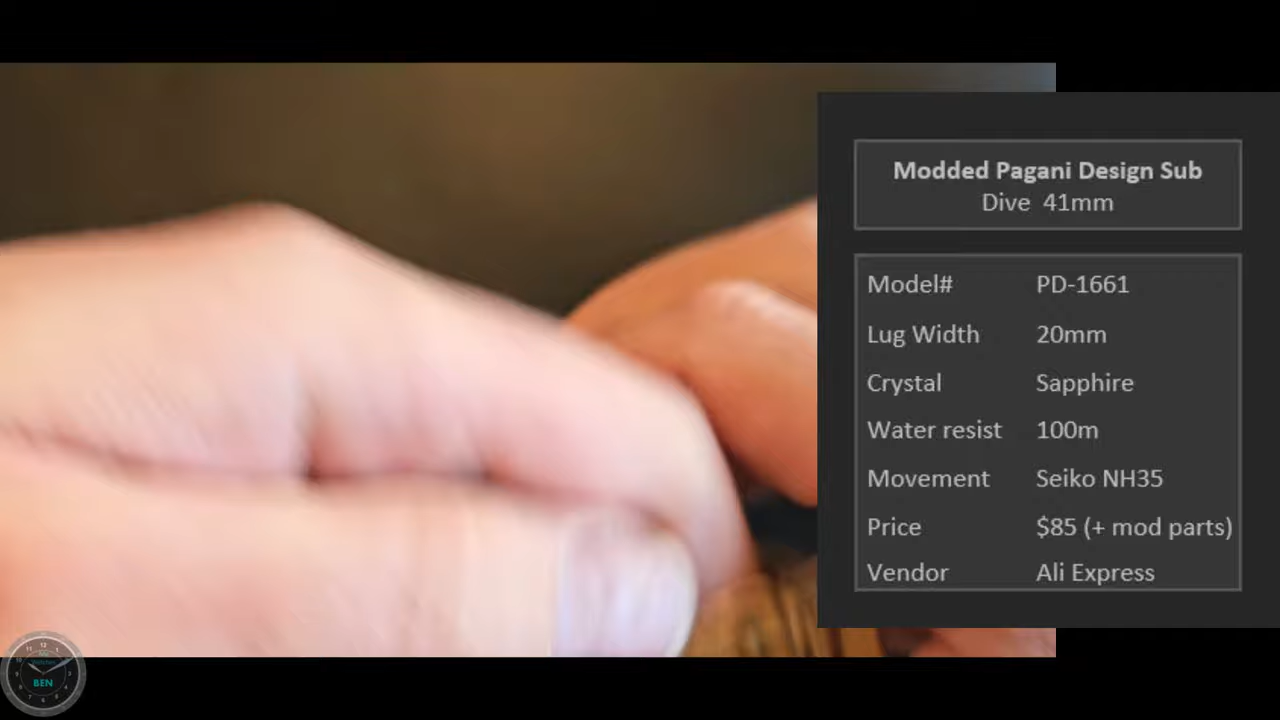 Modded Pagani Design Sub
Dive 41mm
Model# PD-1661
Lug Width 20mm
Crystal Sapphire
Water resist 100m
Movement Seiko NH35
Price $85 (+ mod parts)
Vendor Ali Express
BEN